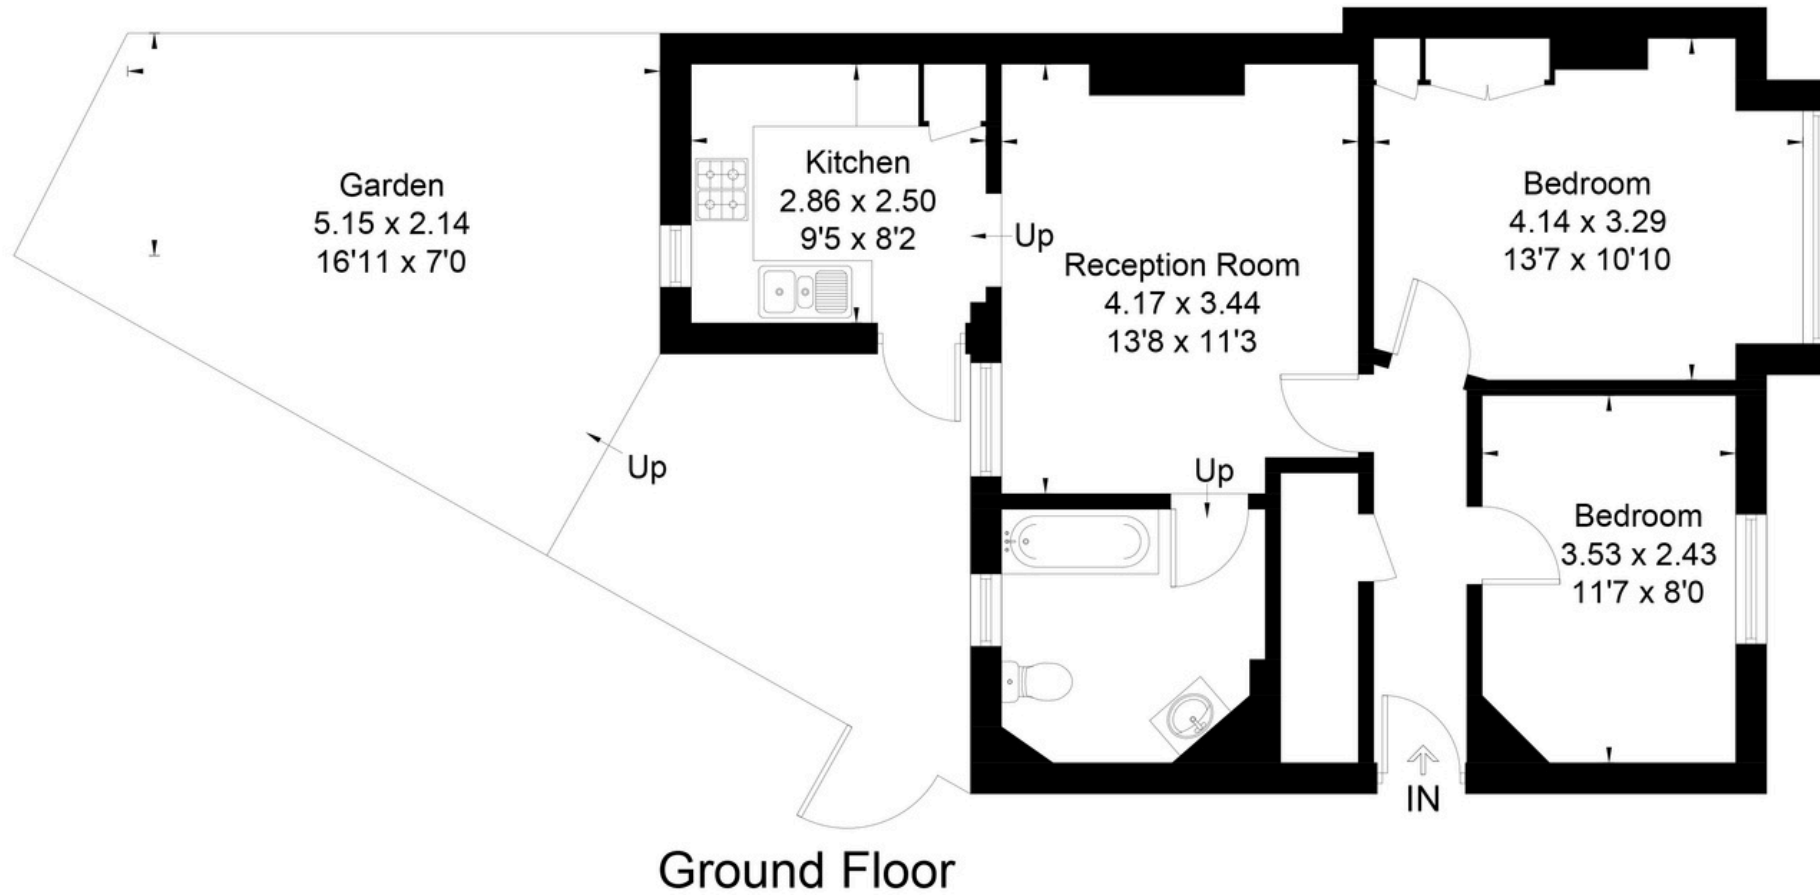 Garden
5.15 x 2.14
16'11 x 7'0
Kitchen
2.86 x 2.50
9'5 x 8'2
Up
Reception Room
4.17 x 3.44
13'8 x 11'3
Bedroom
4.14 x 3.29
13'7 x 10'10
Up
Up
Bedroom
3.53 x 2.43
11'7 x 8'0
IN
Ground Floor